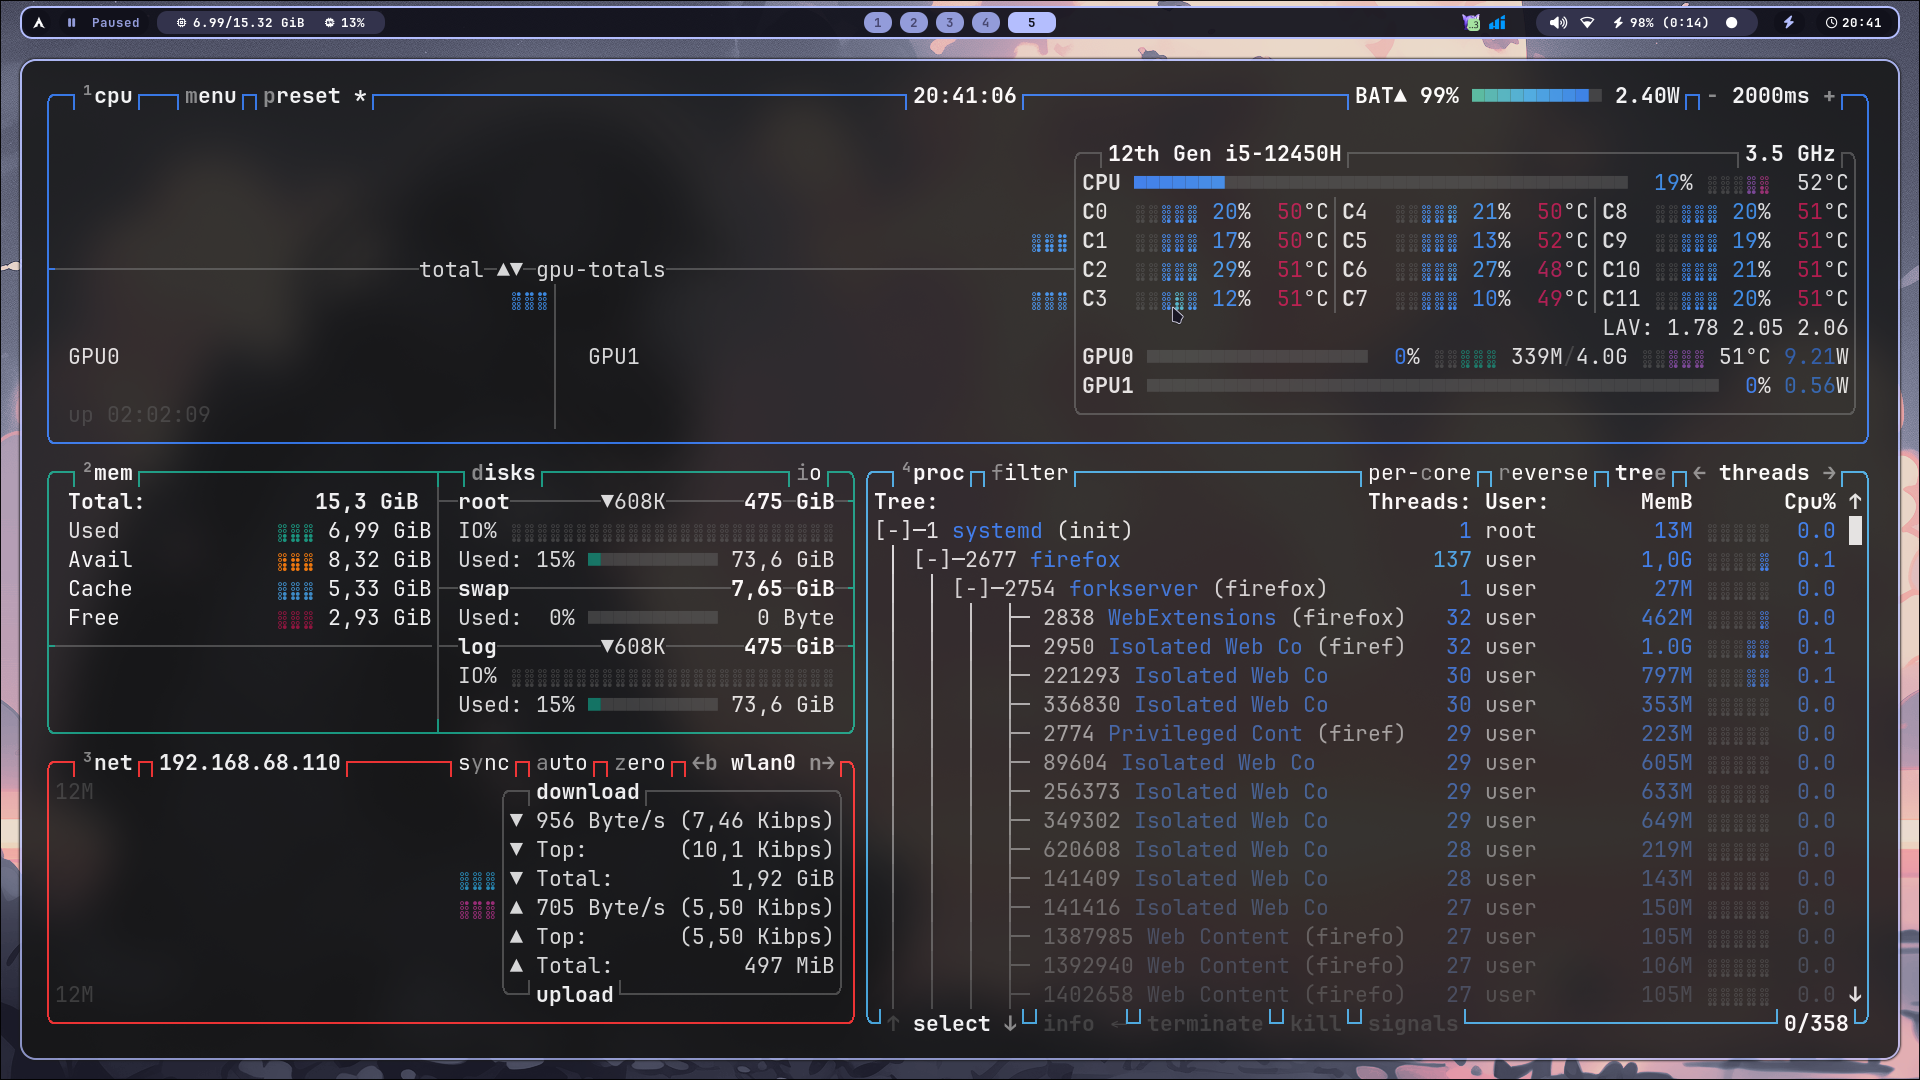 Paused 6.99/15.32 GiB 13% 1 2 3 4 5 98% (0:14) 20:41
1cpu menu preset * 20:41:06 BAT▲ 99% 2.40W - 2000ms +
12th Gen i5-12450H 3.5 GHz
CPU 19% 52°C
C0 20% 50°C C4 21% 50°C C8 20% 51°C
C1 17% 50°C C5 13% 52°C C9 19% 51°C
total ▲▼ gpu-totals C2 29% 51°C C6 27% 48°C C10 21% 51°C
C3 12% 51°C C7 10% 49°C C11 20% 51°C
LAV: 1.78 2.05 2.06
GPU0 GPU1 GPU0 0% 339M/4.0G 51°C 9.21W
GPU1 0% 0.56W
up 02:02:09
2mem disks io
Total: 15,3 GiB root ▼608K 475 GiB
Used 6,99 GiB IO%
Avail 8,32 GiB Used: 15% 73,6 GiB
Cache 5,33 GiB swap 7,65 GiB
Free 2,93 GiB Used: 0% 0 Byte
log ▼608K 475 GiB
IO%
Used: 15% 73,6 GiB
3net 192.168.68.110 sync auto zero ←b wlan0 n→
12M download
▼ 956 Byte/s (7,46 Kibps)
▼ Top: (10,1 Kibps)
▼ Total: 1,92 GiB
▲ 705 Byte/s (5,50 Kibps)
▲ Top: (5,50 Kibps)
▲ Total: 497 MiB
12M upload
4proc filter per-core reverse tree ← threads →
Tree: Threads: User: MemB Cpu% ↑
[-]─1 systemd (init) 1 root 13M 0.0
[-]─2677 firefox 137 user 1,0G 0.1
[-]─2754 forkserver (firefox) 1 user 27M 0.0
2838 WebExtensions (firefox) 32 user 462M 0.0
2950 Isolated Web Co (firef) 32 user 1.0G 0.1
221293 Isolated Web Co 30 user 797M 0.1
336830 Isolated Web Co 30 user 353M 0.0
2774 Privileged Cont (firef) 29 user 223M 0.0
89604 Isolated Web Co 29 user 605M 0.0
256373 Isolated Web Co 29 user 633M 0.0
349302 Isolated Web Co 29 user 649M 0.0
620608 Isolated Web Co 28 user 219M 0.0
141409 Isolated Web Co 28 user 143M 0.0
141416 Isolated Web Co 27 user 150M 0.0
1387985 Web Content (firefo) 27 user 105M 0.0
1392940 Web Content (firefo) 27 user 106M 0.0
1402658 Web Content (firefo) 27 user 105M 0.0 ↓
↑ select ↓ info ← terminate kill signals 0/358